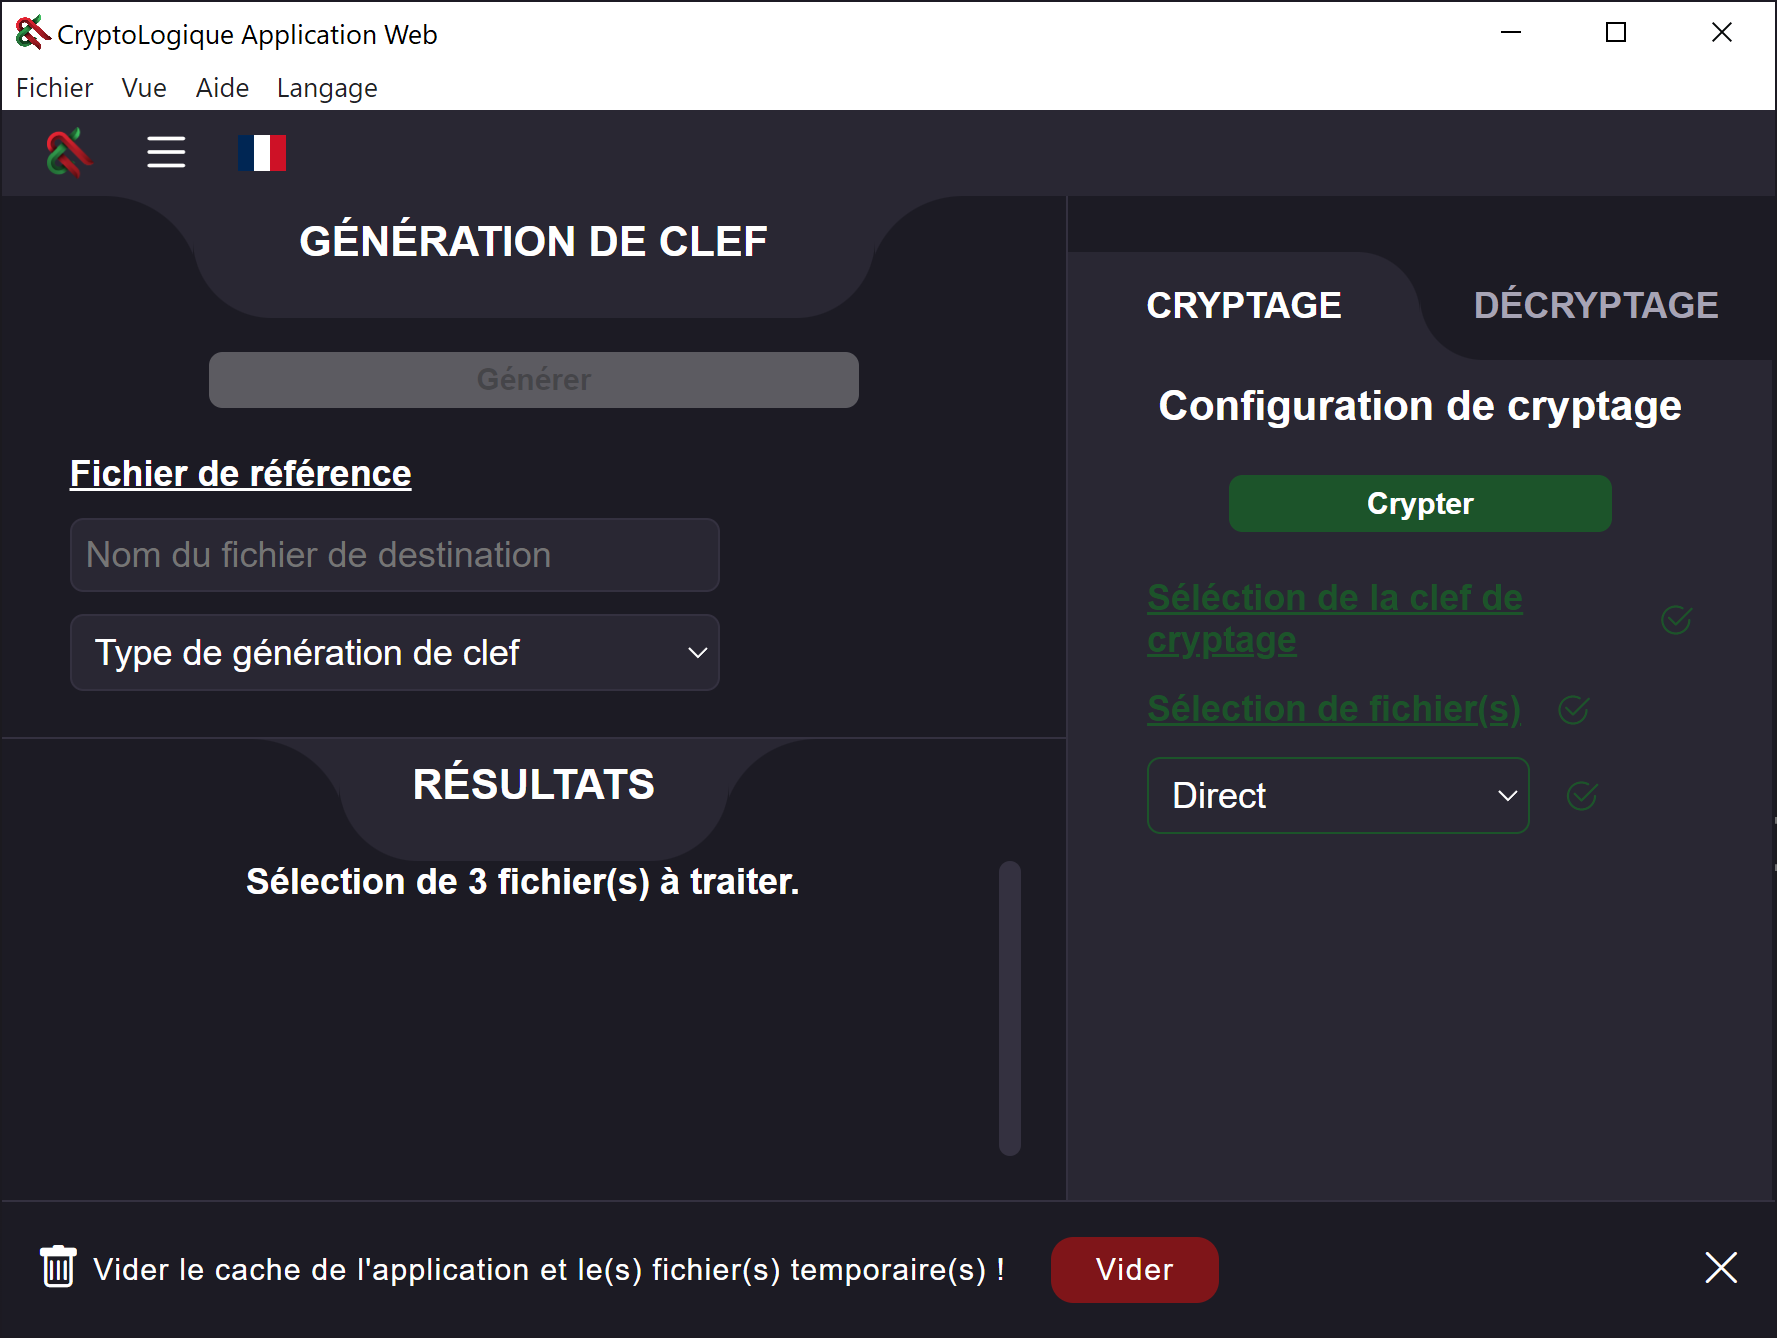 CryptoLogique Application Web
Fichier Vue Aide Langage
GÉNÉRATION DE CLEF
Générer
Fichier de référence
Nom du fichier de destination
Type de génération de clef
RÉSULTATS
Sélection de 3 fichier(s) à traiter.
CRYPTAGE DÉCRYPTAGE
Configuration de cryptage
Crypter
Séléction de la clef de
cryptage
Sélection de fichier(s)
Direct
Vider le cache de l'application et le(s) fichier(s) temporaire(s) ! Vider